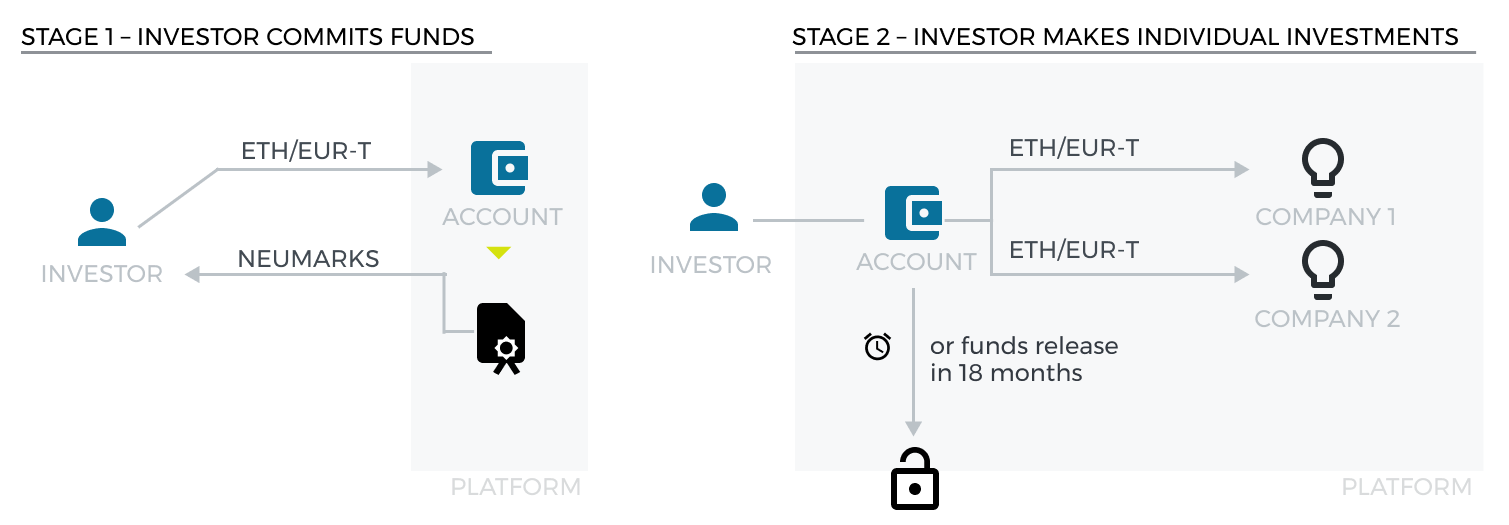 STAGE 1 – INVESTOR COMMITS FUNDS
ETH/EUR-T
ACCOUNT
NEUMARKS
INVESTOR
PLATFORM
STAGE 2 – INVESTOR MAKES INDIVIDUAL INVESTMENTS
INVESTOR
ACCOUNT
ETH/EUR-T
COMPANY 1
ETH/EUR-T
COMPANY 2
or funds release
in 18 months
PLATFORM